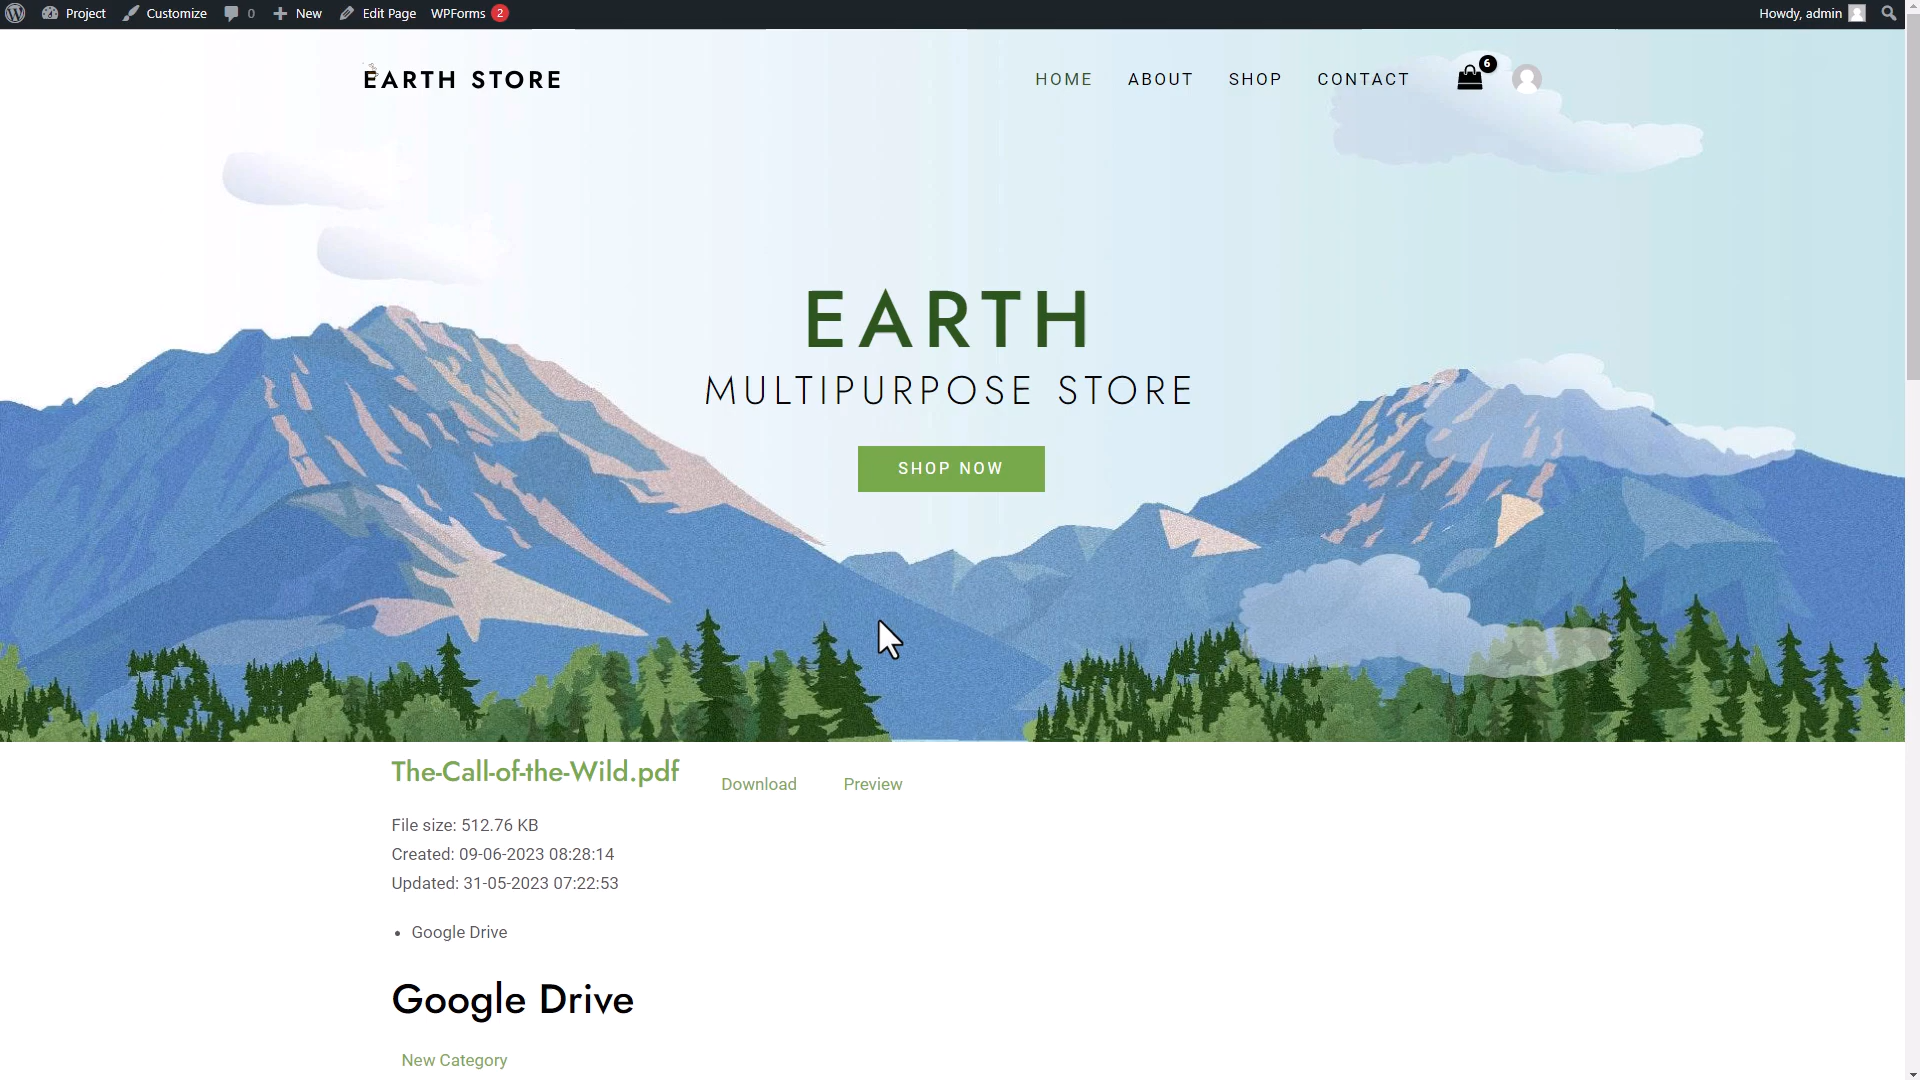 Project Customize 0 New Edit Page WPForms 2 Howdy, admin
EARTH STORE HOME ABOUT SHOP CONTACT 6
EARTH
MULTIPURPOSE STORE
SHOP NOW
The-Call-of-the-Wild.pdf Download Preview
File size: 512.76 KB
Created: 09-06-2023 08:28:14
Updated: 31-05-2023 07:22:53
• Google Drive
Google Drive
New Category